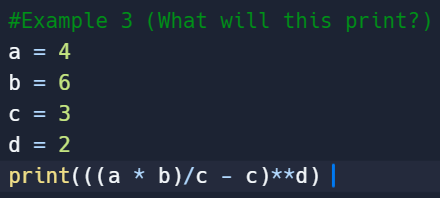 #Example 3 (What will this print?)
a = 4
b = 6
c = 3
d = 2
print(((a * b)/c - c)**d)